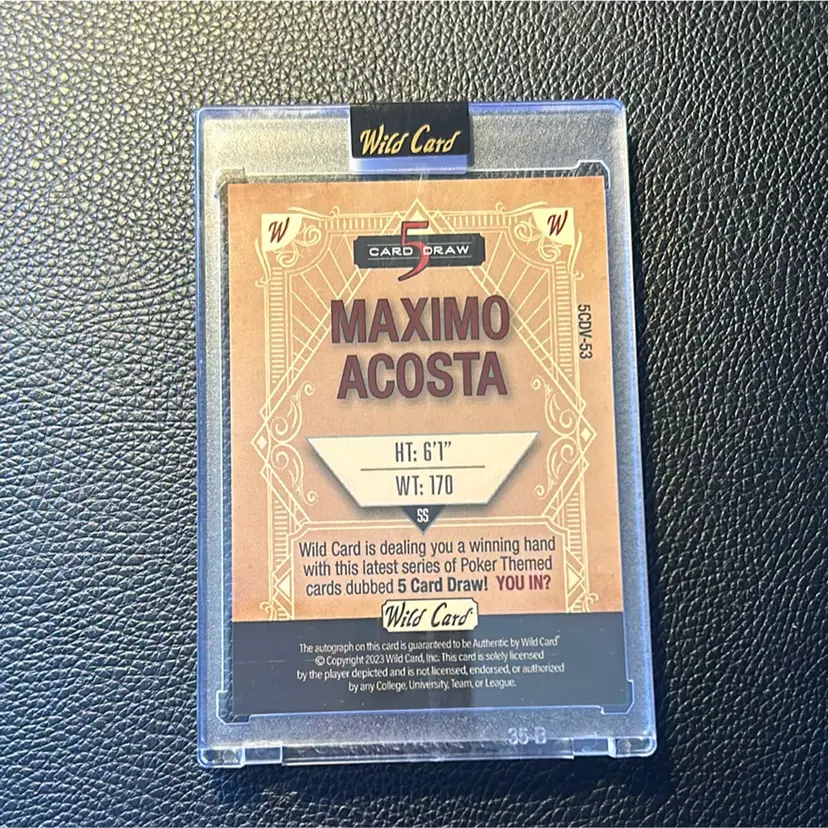 Wild Card
W
W
5
CARD DRAW
MAXIMO
ACOSTA
5CDV-53
HT: 6'1"
WT: 170
SS
Wild Card is dealing you a winning hand
with this latest series of Poker Themed
cards dubbed 5 Card Draw! YOU IN?
Wild Card
The autograph on this card is guaranteed to be Authentic by Wild Card®
© Copyright 2023 Wild Card, Inc. This card is solely licensed
by the player depicted and is not licensed, endorsed, or authorized
by any College, University, Team, or League.
35-B